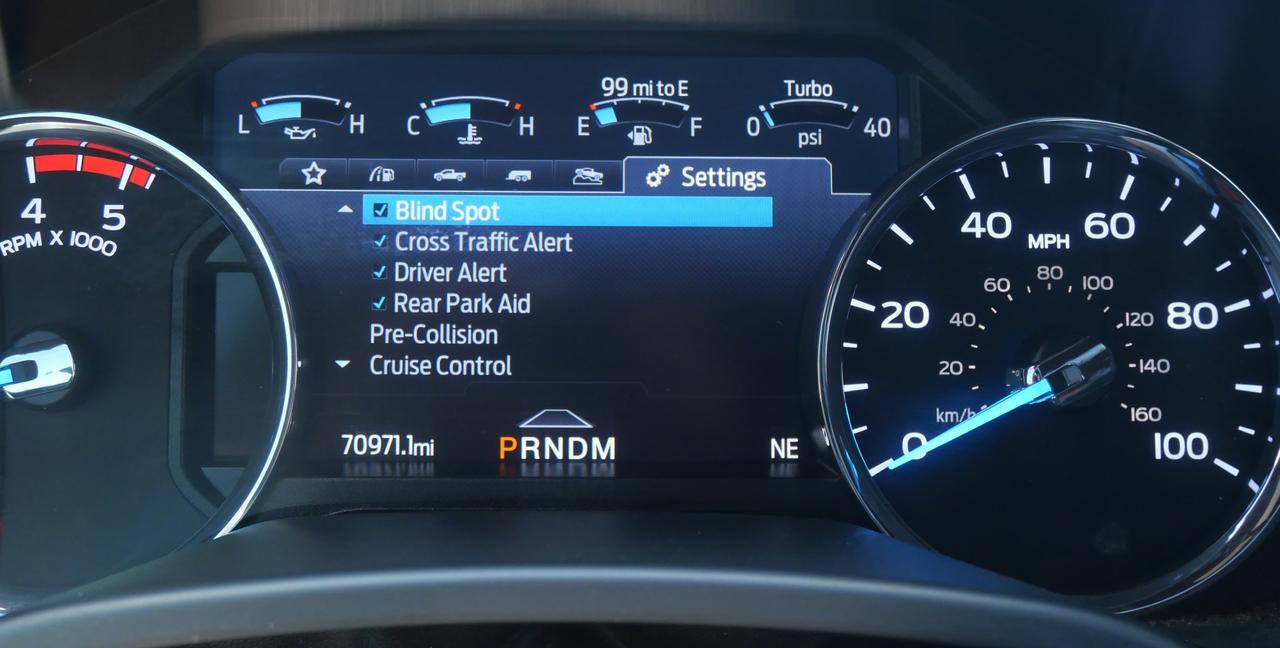 99 mi to E
Turbo
L H
C H
E F
0 40
psi
Settings
Blind Spot
Cross Traffic Alert
Driver Alert
Rear Park Aid
Pre-Collision
Cruise Control
70971.1mi
PRNDM
NE
4 5
RPM X 1000
40 60
MPH
20 80
0 100
60 80 100
40 120
20 140
km/h 160